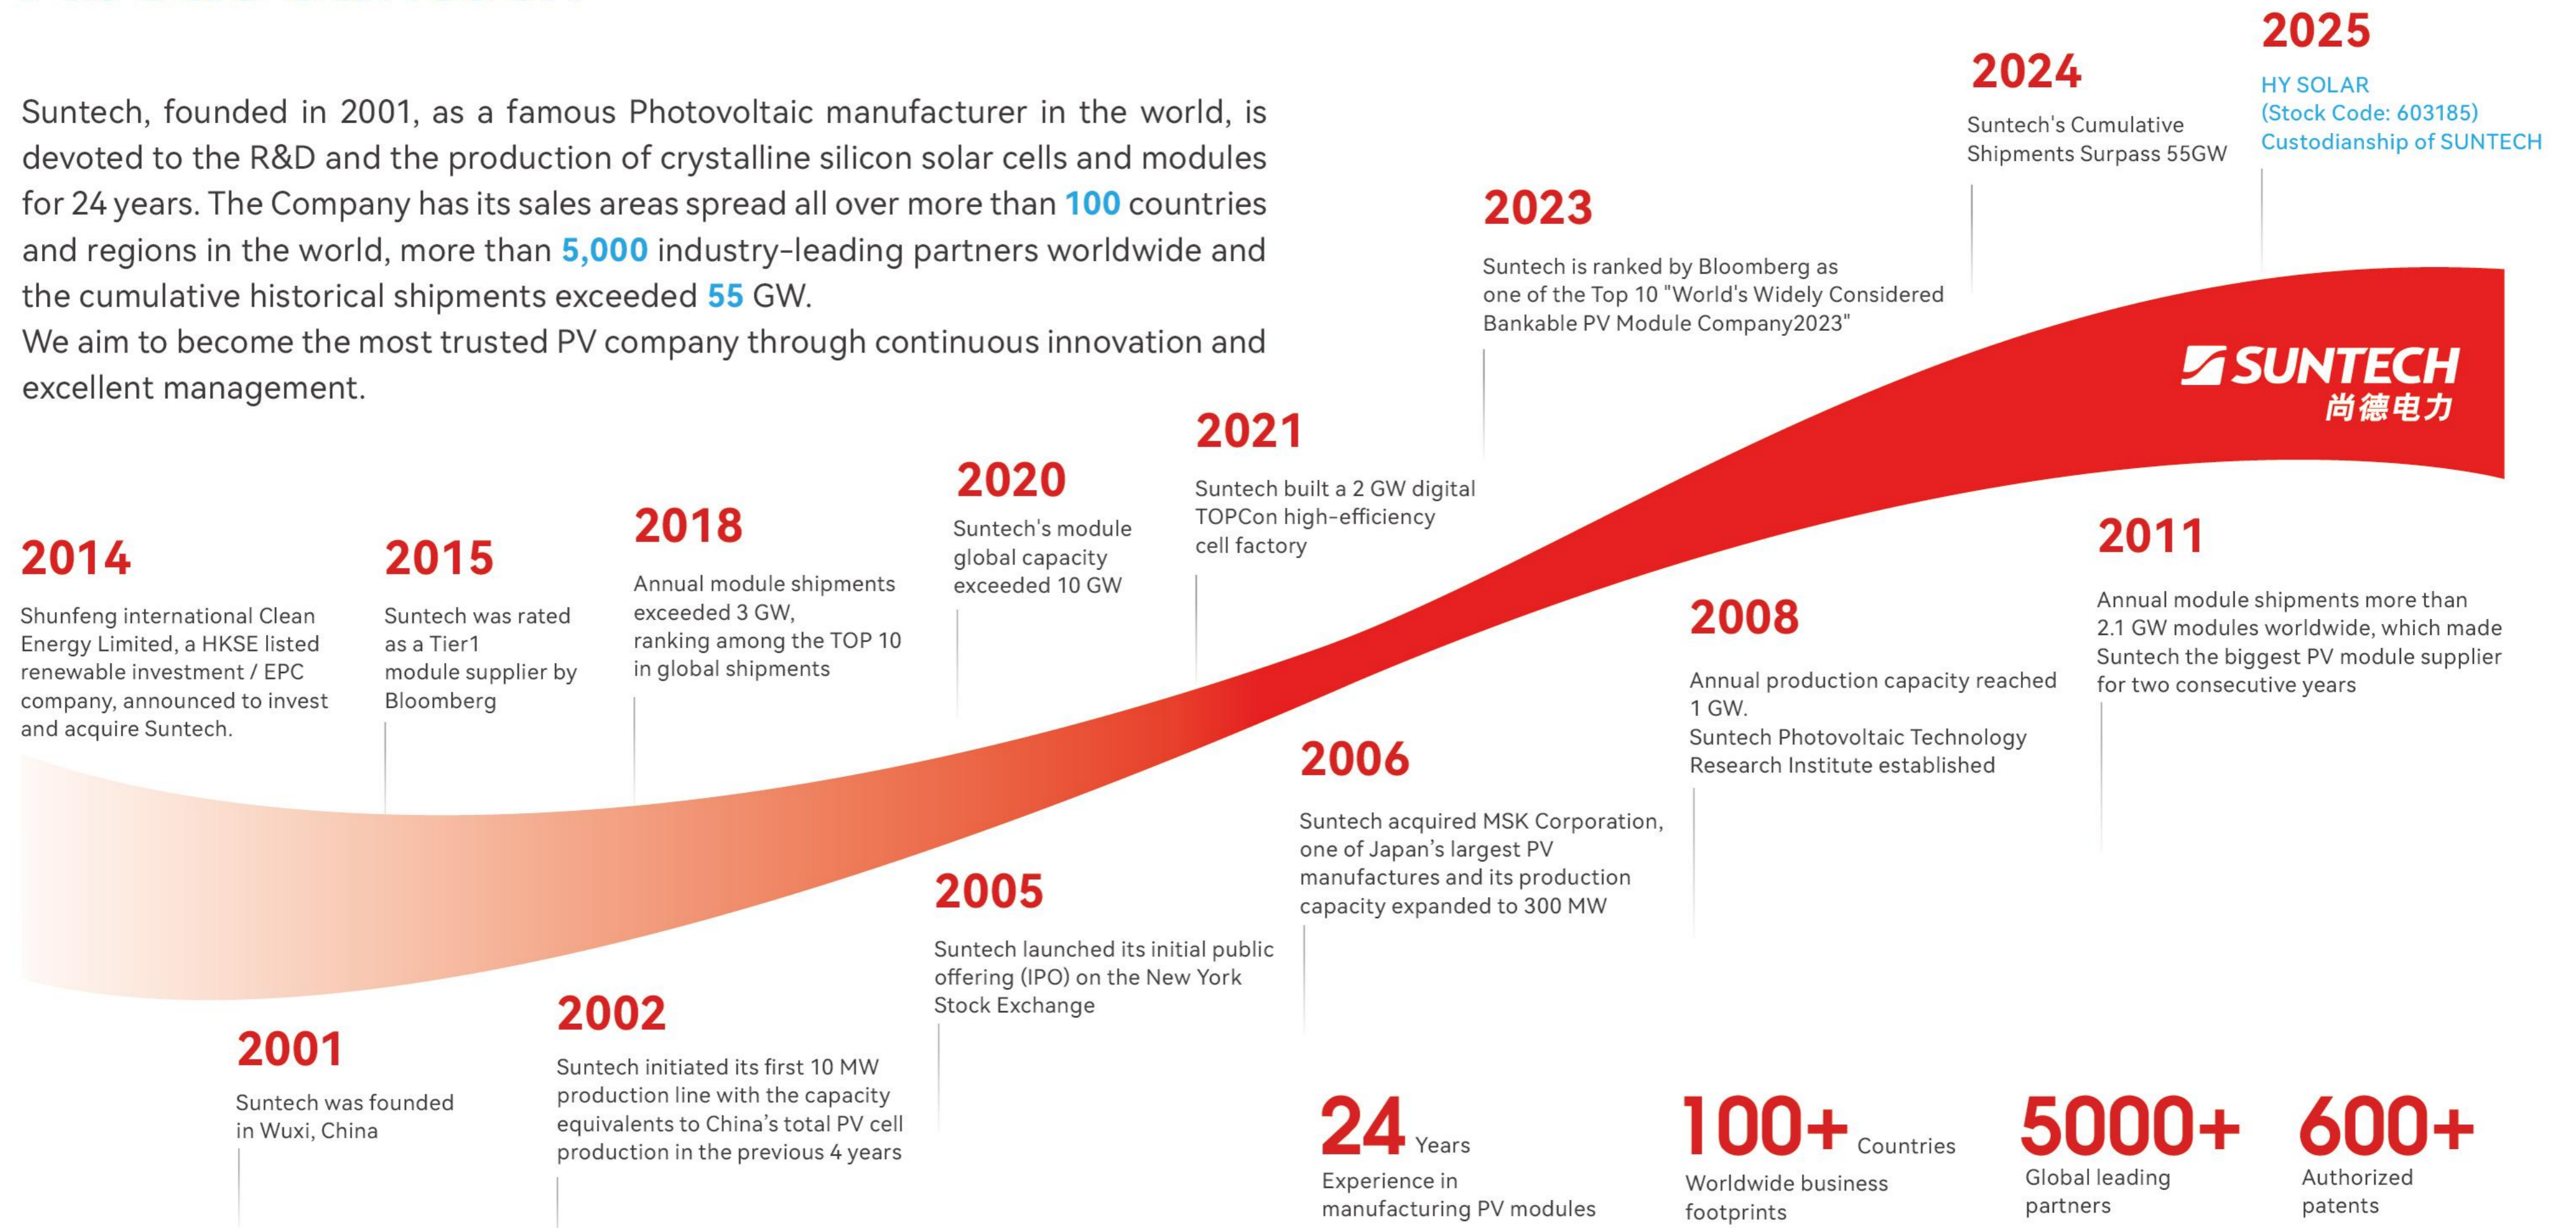 Suntech, founded in 2001, as a famous Photovoltaic manufacturer in the world, is
devoted to the R&D and the production of crystalline silicon solar cells and modules
for 24 years. The Company has its sales areas spread all over more than 100 countries
and regions in the world, more than 5,000 industry-leading partners worldwide and
the cumulative historical shipments exceeded 55 GW.
We aim to become the most trusted PV company through continuous innovation and
excellent management.
2014
Shunfeng international Clean
Energy Limited, a HKSE listed
renewable investment / EPC
company, announced to invest
and acquire Suntech.
2015
Suntech was rated
as a Tier1
module supplier by
Bloomberg
2018
Annual module shipments
exceeded 3 GW,
ranking among the TOP 10
in global shipments
2020
Suntech's module
global capacity
exceeded 10 GW
2021
Suntech built a 2 GW digital
TOPCon high-efficiency
cell factory
2023
Suntech is ranked by Bloomberg as
one of the Top 10 "World's Widely Considered
Bankable PV Module Company2023"
2024
Suntech's Cumulative
Shipments Surpass 55GW
2025
HY SOLAR
(Stock Code: 603185)
Custodianship of SUNTECH
SUNTECH
尚德电力
2001
Suntech was founded
in Wuxi, China
2002
Suntech initiated its first 10 MW
production line with the capacity
equivalents to China's total PV cell
production in the previous 4 years
2005
Suntech launched its initial public
offering (IPO) on the New York
Stock Exchange
2006
Suntech acquired MSK Corporation,
one of Japan's largest PV
manufactures and its production
capacity expanded to 300 MW
2008
Annual production capacity reached
1 GW.
Suntech Photovoltaic Technology
Research Institute established
2011
Annual module shipments more than
2.1 GW modules worldwide, which made
Suntech the biggest PV module supplier
for two consecutive years
24 Years
Experience in
manufacturing PV modules
100+ Countries
Worldwide business
footprints
5000+
Global leading
partners
600+
Authorized
patents